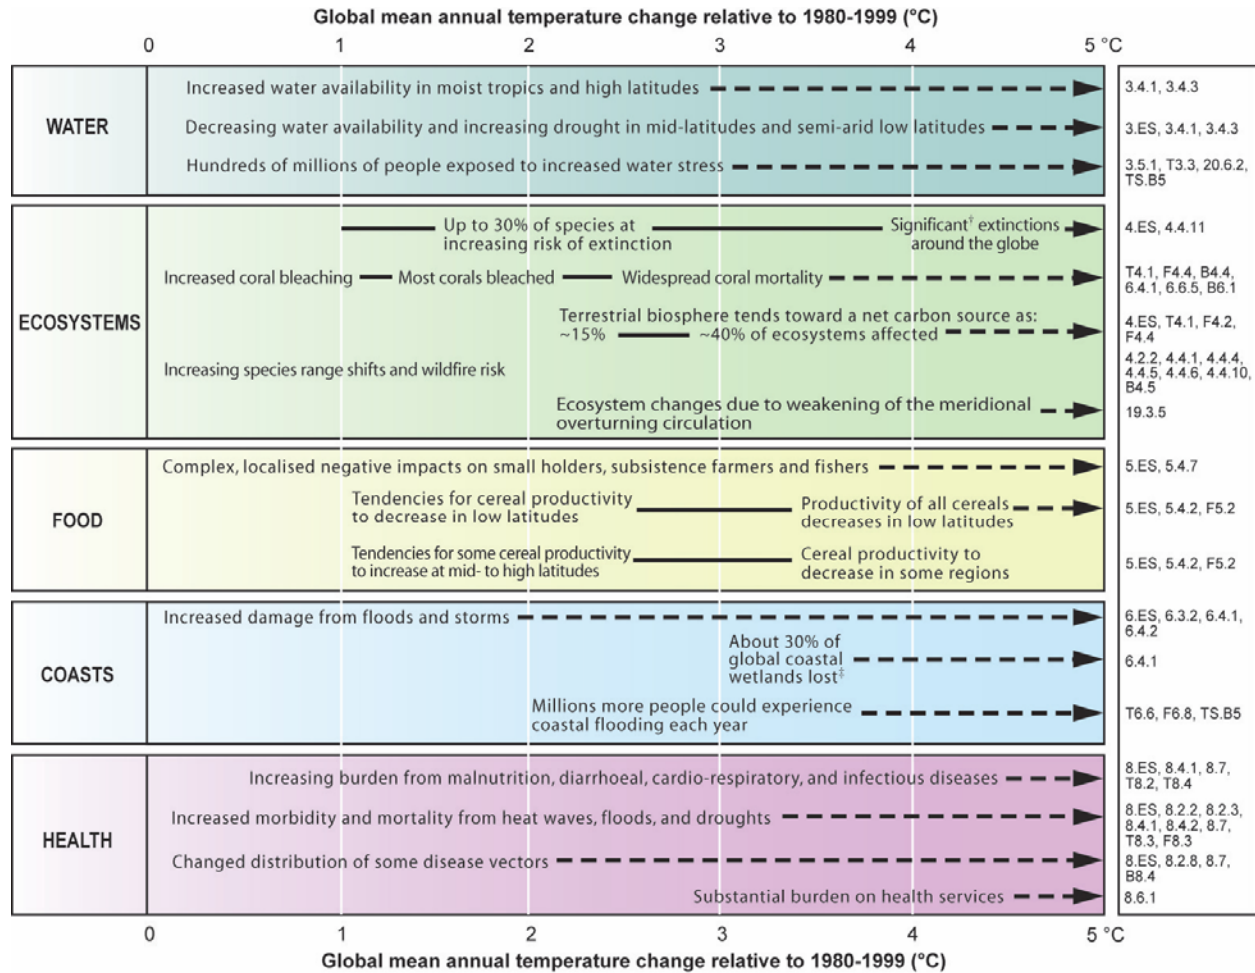 Global mean annual temperature change relative to 1980-1999 (°C)
0 1 2 3 4 5 °C
WATER
Increased water availability in moist tropics and high latitudes
3.4.1, 3.4.3
Decreasing water availability and increasing drought in mid-latitudes and semi-arid low latitudes
3.ES, 3.4.1, 3.4.3
Hundreds of millions of people exposed to increased water stress
3.5.1, T3.3, 20.6.2,
TS.B5
ECOSYSTEMS
Up to 30% of species at
increasing risk of extinction
Significant† extinctions
around the globe
4.ES, 4.4.11
Increased coral bleaching
Most corals bleached
Widespread coral mortality
T4.1, F4.4, B4.4,
6.4.1, 6.6.5, B6.1
Terrestrial biosphere tends toward a net carbon source as:
~15% ~40% of ecosystems affected
4.ES, T4.1, F4.2,
F4.4
Increasing species range shifts and wildfire risk
4.2.2, 4.4.1, 4.4.4,
4.4.5, 4.4.6, 4.4.10,
B4.5
Ecosystem changes due to weakening of the meridional
overturning circulation
19.3.5
FOOD
Complex, localised negative impacts on small holders, subsistence farmers and fishers
5.ES, 5.4.7
Tendencies for cereal productivity
to decrease in low latitudes
Productivity of all cereals
decreases in low latitudes
5.ES, 5.4.2, F5.2
Tendencies for some cereal productivity
to increase at mid- to high latitudes
Cereal productivity to
decrease in some regions
5.ES, 5.4.2, F5.2
COASTS
Increased damage from floods and storms
6.ES, 6.3.2, 6.4.1,
6.4.2
About 30% of
global coastal
wetlands lost‡
6.4.1
Millions more people could experience
coastal flooding each year
T6.6, F6.8, TS.B5
HEALTH
Increasing burden from malnutrition, diarrhoeal, cardio-respiratory, and infectious diseases
8.ES, 8.4.1, 8.7,
T8.2, T8.4
Increased morbidity and mortality from heat waves, floods, and droughts
8.ES, 8.2.2, 8.2.3,
8.4.1, 8.4.2, 8.7,
T8.3, F8.3
Changed distribution of some disease vectors
8.ES, 8.2.8, 8.7,
B8.4
Substantial burden on health services
8.6.1
0 1 2 3 4 5 °C
Global mean annual temperature change relative to 1980-1999 (°C)